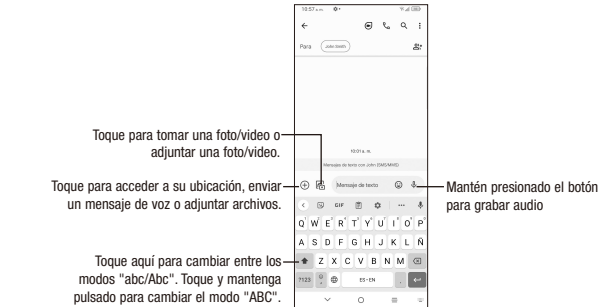 10:57 a.m.
Para
John Smith
10:01 a. m.
Mensajes de texto con John (SMS/MMS)
Toque para tomar una foto/video o
adjuntar una foto/video.
Toque para acceder a su ubicación, enviar
un mensaje de voz o adjuntar archivos.
Mensaje de texto
Mantén presionado el botón
para grabar audio
GIF
Q W E R T Y U I O P
A S D F G H J K L Ñ
Toque aquí para cambiar entre los
modos "abc/Abc". Toque y mantenga
pulsado para cambiar el modo "ABC".
Z X C V B N M
?123 , ES • EN .